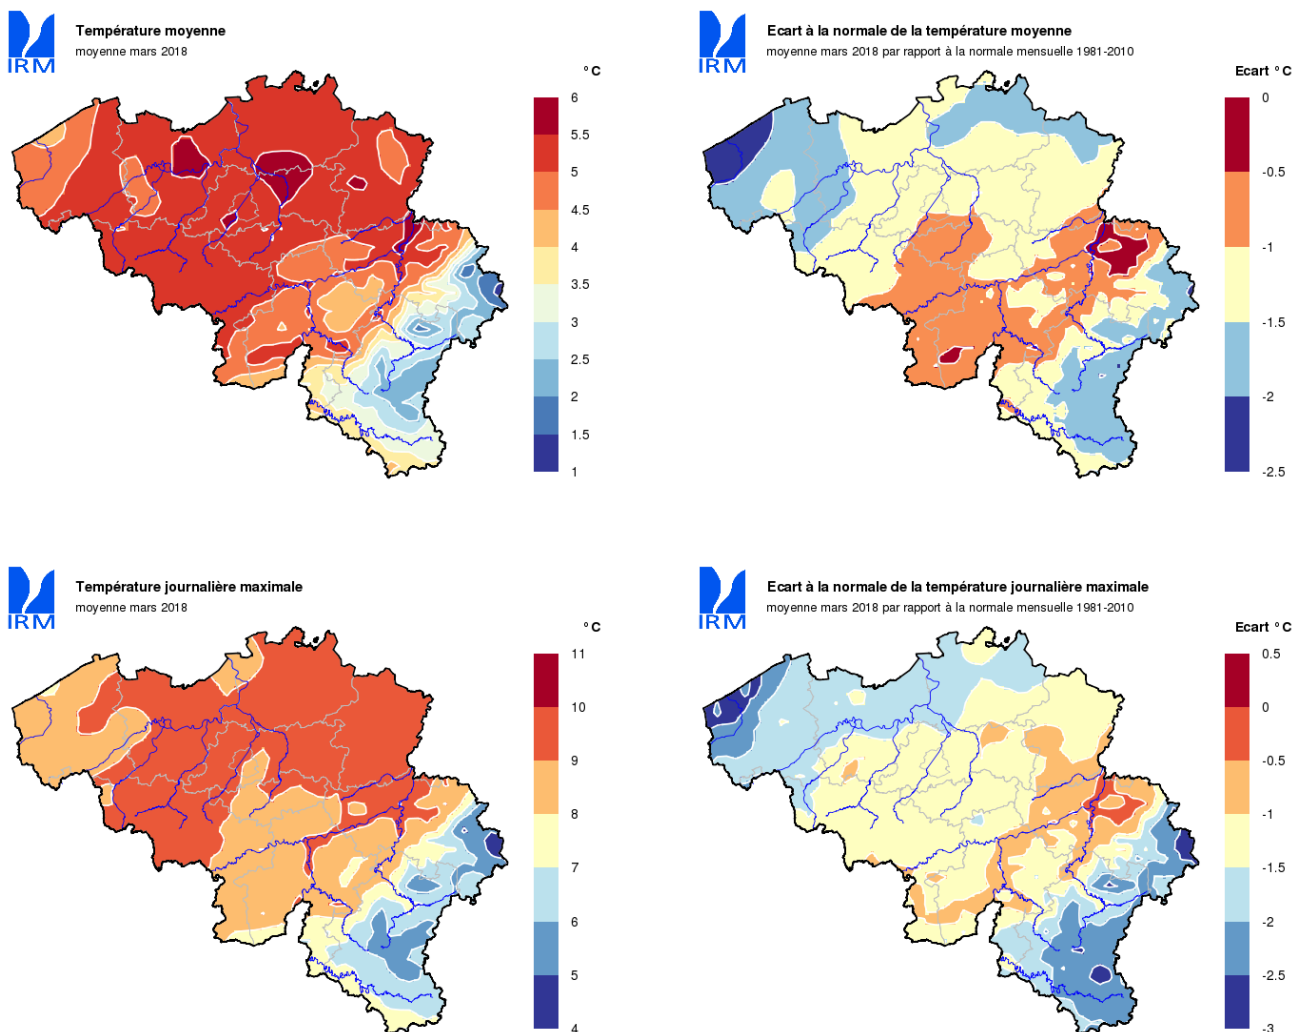 IRM
Température moyenne
moyenne mars 2018
°C
6
5.5
5
4.5
4
3.5
3
2.5
2
1.5
1
IRM
Ecart à la normale de la température moyenne
moyenne mars 2018 par rapport à la normale mensuelle 1981-2010
Ecart °C
0
-0.5
-1
-1.5
-2
-2.5
IRM
Température journalière maximale
moyenne mars 2018
°C
11
10
9
8
7
6
5
4
IRM
Ecart à la normale de la température journalière maximale
moyenne mars 2018 par rapport à la normale mensuelle 1981-2010
Ecart °C
0.5
0
-0.5
-1
-1.5
-2
-2.5
-3